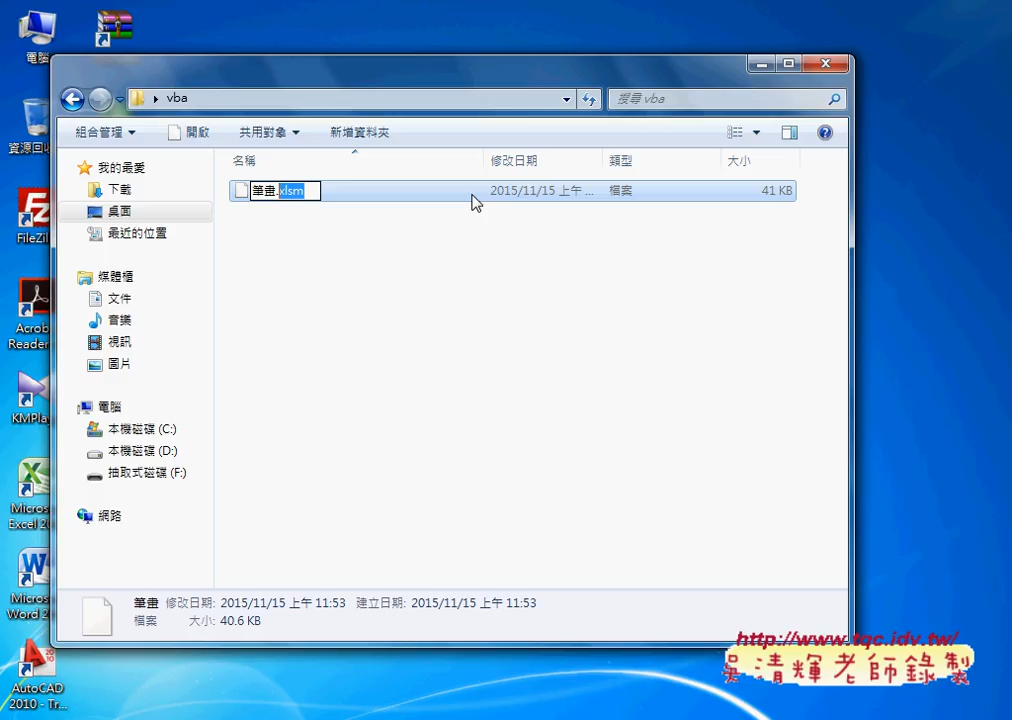 電腦
vba
搜尋 vba
組合管理
開啟
共用對象
新增資料夾
資源回收
我的最愛
下載
桌面
最近的位置
名稱
修改日期
類型
大小
筆畫.xlsm
2015/11/15 上午 ...
檔案
41 KB
FileZil
媒體櫃
文件
音樂
視訊
圖片
Acrob
Reader
KMPla
電腦
本機磁碟 (C:)
本機磁碟 (D:)
抽取式磁碟 (F:)
Micros
Excel 20
網路
Micros
Word 2
筆畫
修改日期: 2015/11/15 上午 11:53
建立日期: 2015/11/15 上午 11:53
檔案
大小: 40.6 KB
http://www.tqc.idv.tw/
吳清輝老師錄製
AutoCAD
2010 - Tr...